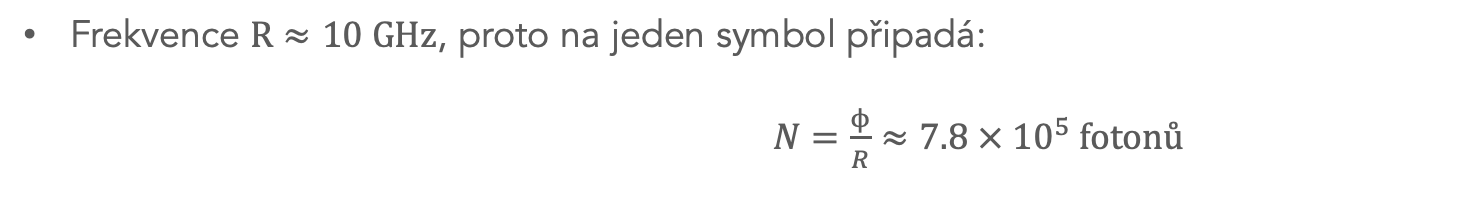 • Frekvence R ≈ 10 GHz, proto na jeden symbol připadá:
N = ϕ/R ≈ 7.8 × 10⁵ fotonů